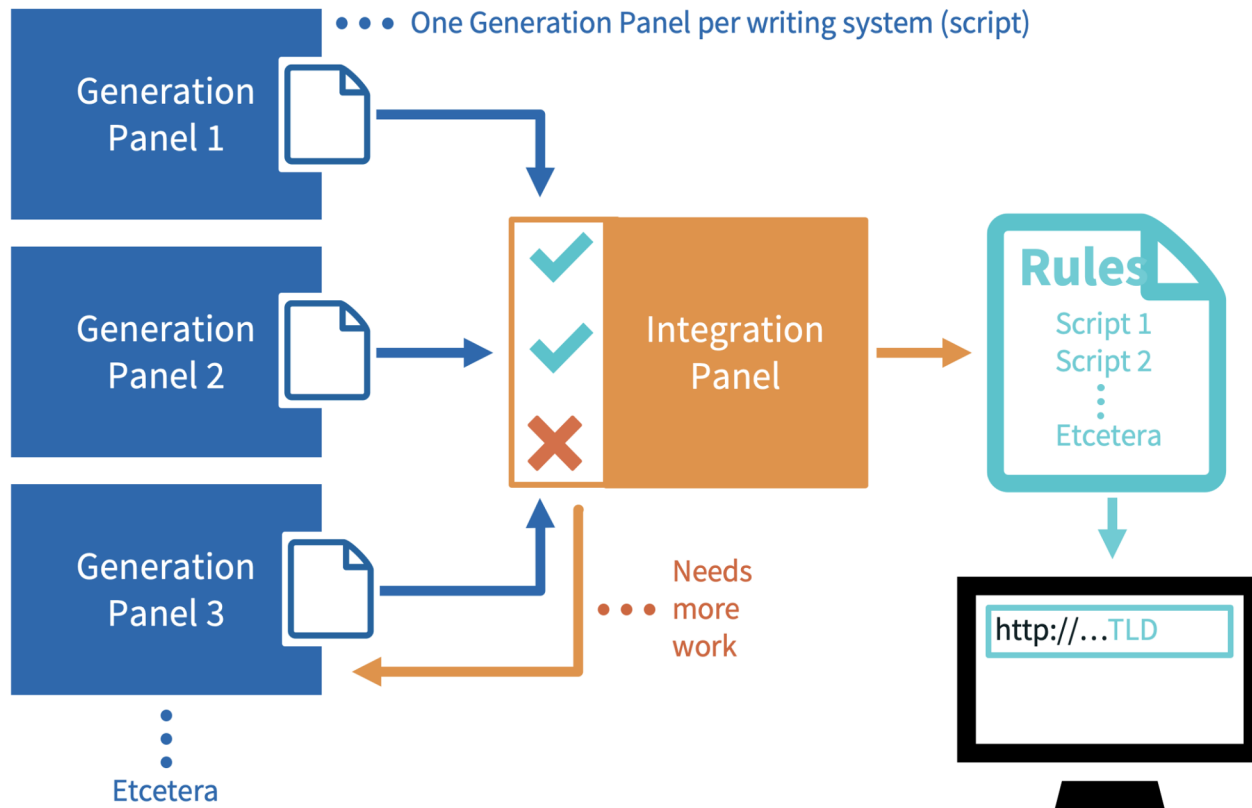 One Generation Panel per writing system (script)
Generation
Panel 1
Generation
Panel 2
Generation
Panel 3
Etcetera
Integration
Panel
Needs
more
work
Rules
Script 1
Script 2
Etcetera
http://...TLD